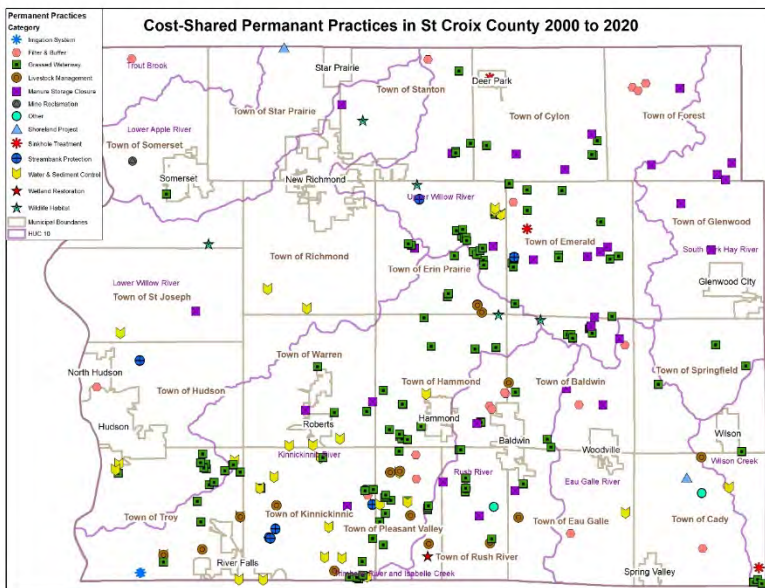 Cost-Shared Permanant Practices in St Croix County 2000 to 2020
Permanent Practices
Category
Irrigation System
Filter & Buffer
Grassed Waterway
Livestock Management
Manure Storage Closure
Mine Reclamation
Other
Shoreland Project
Sinkhole Treatment
Streambank Protection
Water & Sediment Control
Wetland Restoration
Wildlife Habitat
Municipal Boundaries
HUC 10
Trout Brook
Star Prairie
Deer Park
Town of Stanton
Town of Star Prairie
Town of Cylon
Town of Forest
Lower Apple River
Town of Somerset
Somerset
New Richmond
Upper Willow River
Town of Glenwood
Town of Emerald
South Fork Hay River
Town of Richmond
Town of Erin Prairie
Lower Willow River
Town of St Joseph
Glenwood City
Town of Warren
North Hudson
Town of Hudson
Town of Hammond
Town of Baldwin
Town of Springfield
Hudson
Roberts
Hammond
Baldwin
Woodville
Wilson
Kinnickinnic River
Rush River
Eau Galle River
Wilson Creek
Town of Troy
Town of Kinnickinnic
Town of Pleasant Valley
Town of Eau Galle
Town of Cady
River Falls
Town of Rush River
River and Isabelle Creek
Spring Valley